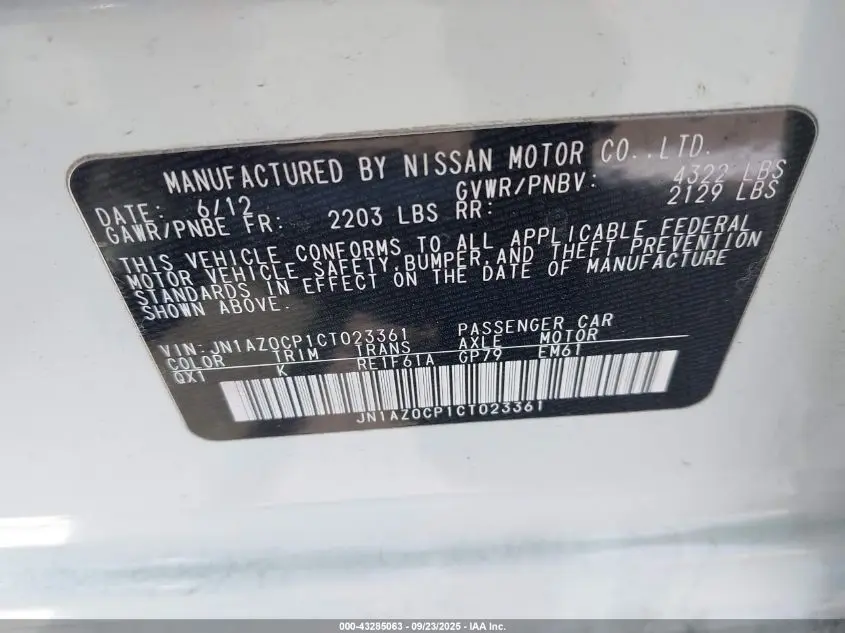 MANUFACTURED BY NISSAN MOTOR CO.,LTD.
DATE: 6/12 GVWR/PNBV: 4322 LBS
GAWR/PNBE FR: 2203 LBS RR: 2129 LBS
THIS VEHICLE CONFORMS TO ALL APPLICABLE FEDERAL
MOTOR VEHICLE SAFETY,BUMPER,AND THEFT PREVENTION
STANDARDS IN EFFECT ON THE DATE OF MANUFACTURE
SHOWN ABOVE.
VIN:JN1AZ0CP1CT023361 PASSENGER CAR
COLOR TRIM TRANS AXLE MOTOR
QX1 K RE1F61A GP79 EM61
JN1AZ0CP1CT023361
000-43285063 - 09/23/2025 - IAA Inc.